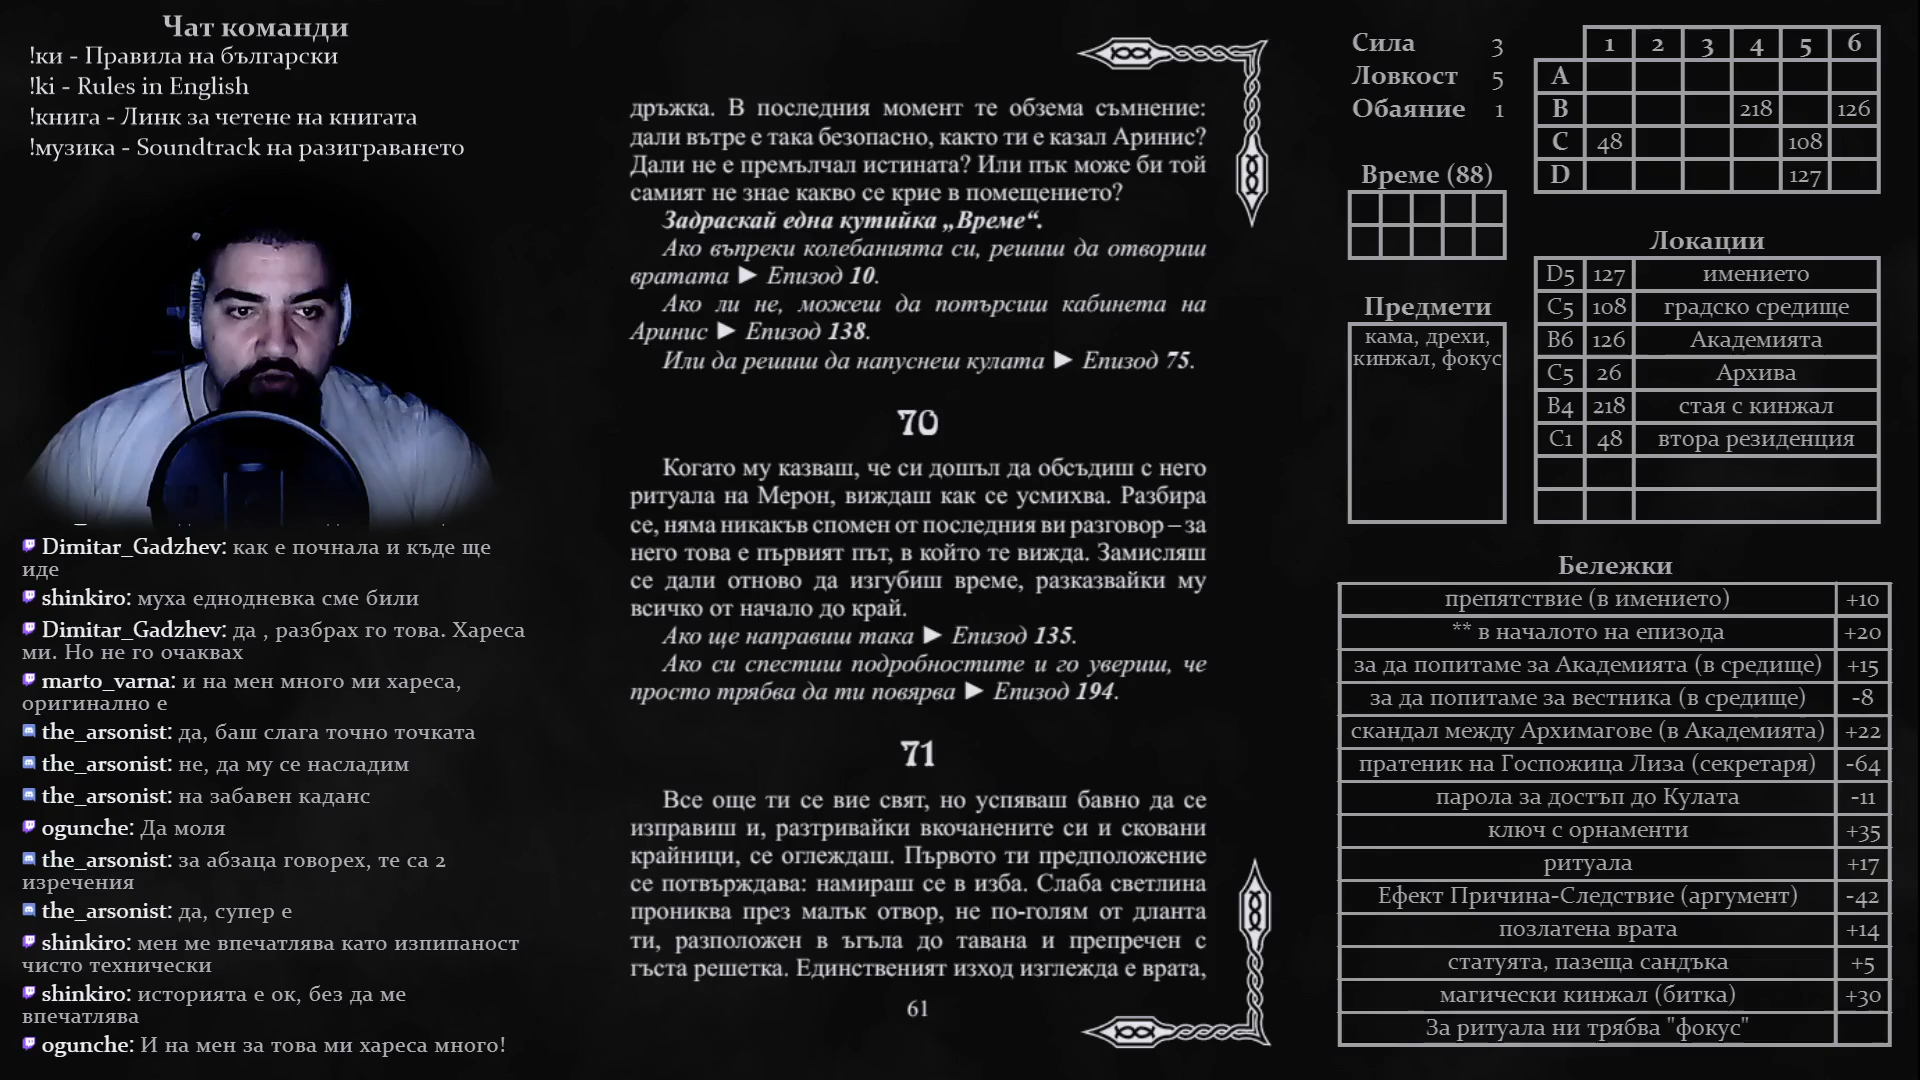 Чат команди
!ки - Правила на български
!ki - Rules in English
!книга - Линк за четене на книгата
!музика - Soundtrack на разиграването
Dimitar_Gadzhev: как е почнала и къде ще
иде
shinkiro: муха еднодневка сме били
Dimitar_Gadzhev: да , разбрах го това. Хареса
ми. Но не го очаквах
marto_varna: и на мен много ми хареса,
оригинално е
the_arsonist: да, баш слага точно точката
the_arsonist: не, да му се насладим
the_arsonist: на забавен каданс
ogunche: Да моля
the_arsonist: за абзаца говорех, те са 2
изречения
the_arsonist: да, супер е
shinkiro: мен ме впечатлява като изпипаност
чисто технически
shinkiro: историята е ок, без да ме
впечатлява
ogunche: И на мен за това ми хареса много!
дръжка. В последния момент те обзема съмнение:
дали вътре е така безопасно, както ти е казал Аринис?
Дали не е премълчал истината? Или пък може би той
самият не знае какво се крие в помещението?
Задраскай една кутийка „Време“.
Ако въпреки колебанията си, решиш да отвориш
вратата ► Епизод 10.
Ако ли не, можеш да потърсиш кабинета на
Аринис ► Епизод 138.
Или да решиш да напуснеш кулата ► Епизод 75.
70
Когато му казваш, че си дошъл да обсъдиш с него
ритуала на Мерон, виждаш как се усмихва. Разбира
се, няма никакъв спомен от последния ви разговор – за
него това е първият път, в който те вижда. Замисляш
се дали отново да изгубиш време, разказвайки му
всичко от начало до край.
Ако ще направиш така ► Епизод 135.
Ако си спестиш подробностите и го увериш, че
просто трябва да ти повярва ► Епизод 194.
71
Все още ти се вие свят, но успяваш бавно да се
изправиш и, разтривайки вкочанените си и сковани
крайници, се оглеждаш. Първото ти предположение
се потвърждава: намираш се в изба. Слаба светлина
прониква през малък отвор, не по-голям от дланта
ти, разположен в ъгъла до тавана и препречен с
гъста решетка. Единственият изход изглежда е врата,
61
Сила 3
Ловкост 5
Обаяние 1
Време (88)
Предмети
кама, дрехи,
кинжал, фокус
1 2 3 4 5 6
A
B 218 126
C 48 108
D 127
Локации
D5 127 имението
C5 108 градско средище
B6 126 Академията
C5 26 Архива
B4 218 стая с кинжал
C1 48 втора резиденция
Бележки
препятствие (в имението) +10
** в началото на епизода +20
за да попитаме за Академията (в средище) +15
за да попитаме за вестника (в средище) -8
скандал между Архимагове (в Академията) +22
пратеник на Госпожица Лиза (секретаря) -64
парола за достъп до Кулата -11
ключ с орнаменти +35
ритуала +17
Ефект Причина-Следствие (аргумент) -42
позлатена врата +14
статуята, пазеща сандъка +5
магически кинжал (битка) +30
За ритуала ни трябва "фокус"